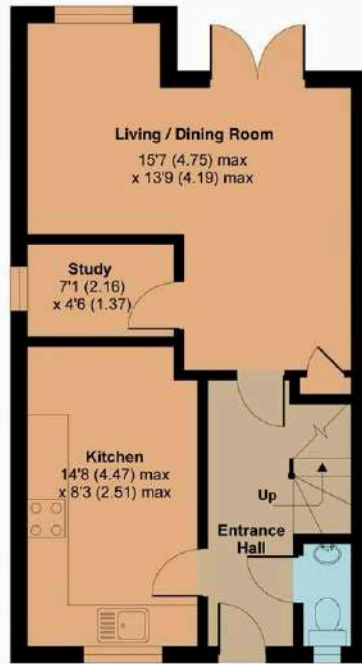 Living / Dining Room
15'7 (4.75) max
x 13'9 (4.19) max
Study
7'1 (2.16)
x 4'6 (1.37)
Kitchen
14'8 (4.47) max
x 8'3 (2.51) max
Up
Entrance
Hall